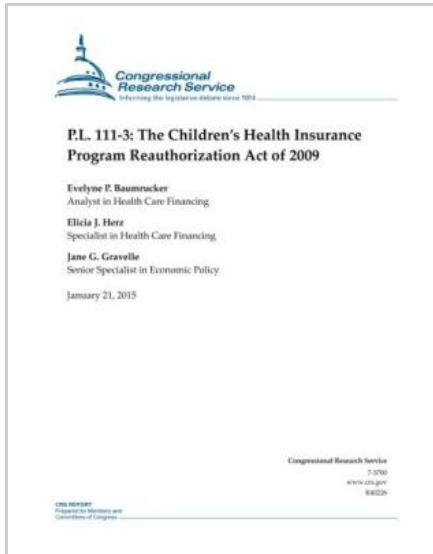 Congressional
Research Service
Informing the legislative debate since 1914
P.L. 111-3: The Children's Health Insurance
Program Reauthorization Act of 2009
Evelyne P. Baumrucker
Analyst in Health Care Financing
Elicia J. Herz
Specialist in Health Care Financing
Jane G. Gravelle
Senior Specialist in Economic Policy
January 21, 2015
Congressional Research Service
7-5700
www.crs.gov
R40226
CRS REPORT
Prepared for Members and
Committees of Congress